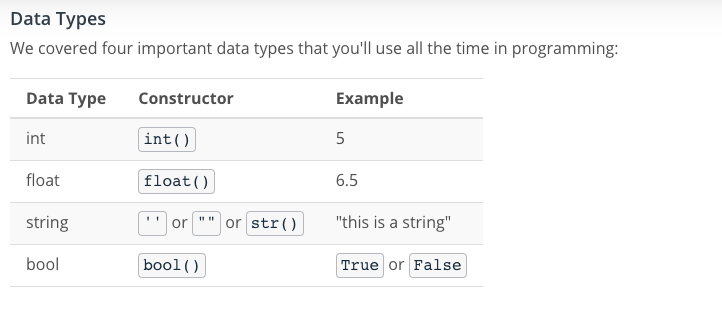 Data Types
We covered four important data types that you'll use all the time in programming:
Data Type Constructor Example
int int() 5
float float() 6.5
string '' or "" or str() "this is a string"
bool bool() True or False